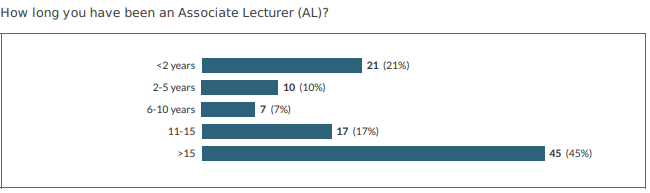 How long you have been an Associate Lecturer (AL)?
<2 years 21 (21%)
2-5 years 10 (10%)
6-10 years 7 (7%)
11-15 17 (17%)
>15 45 (45%)